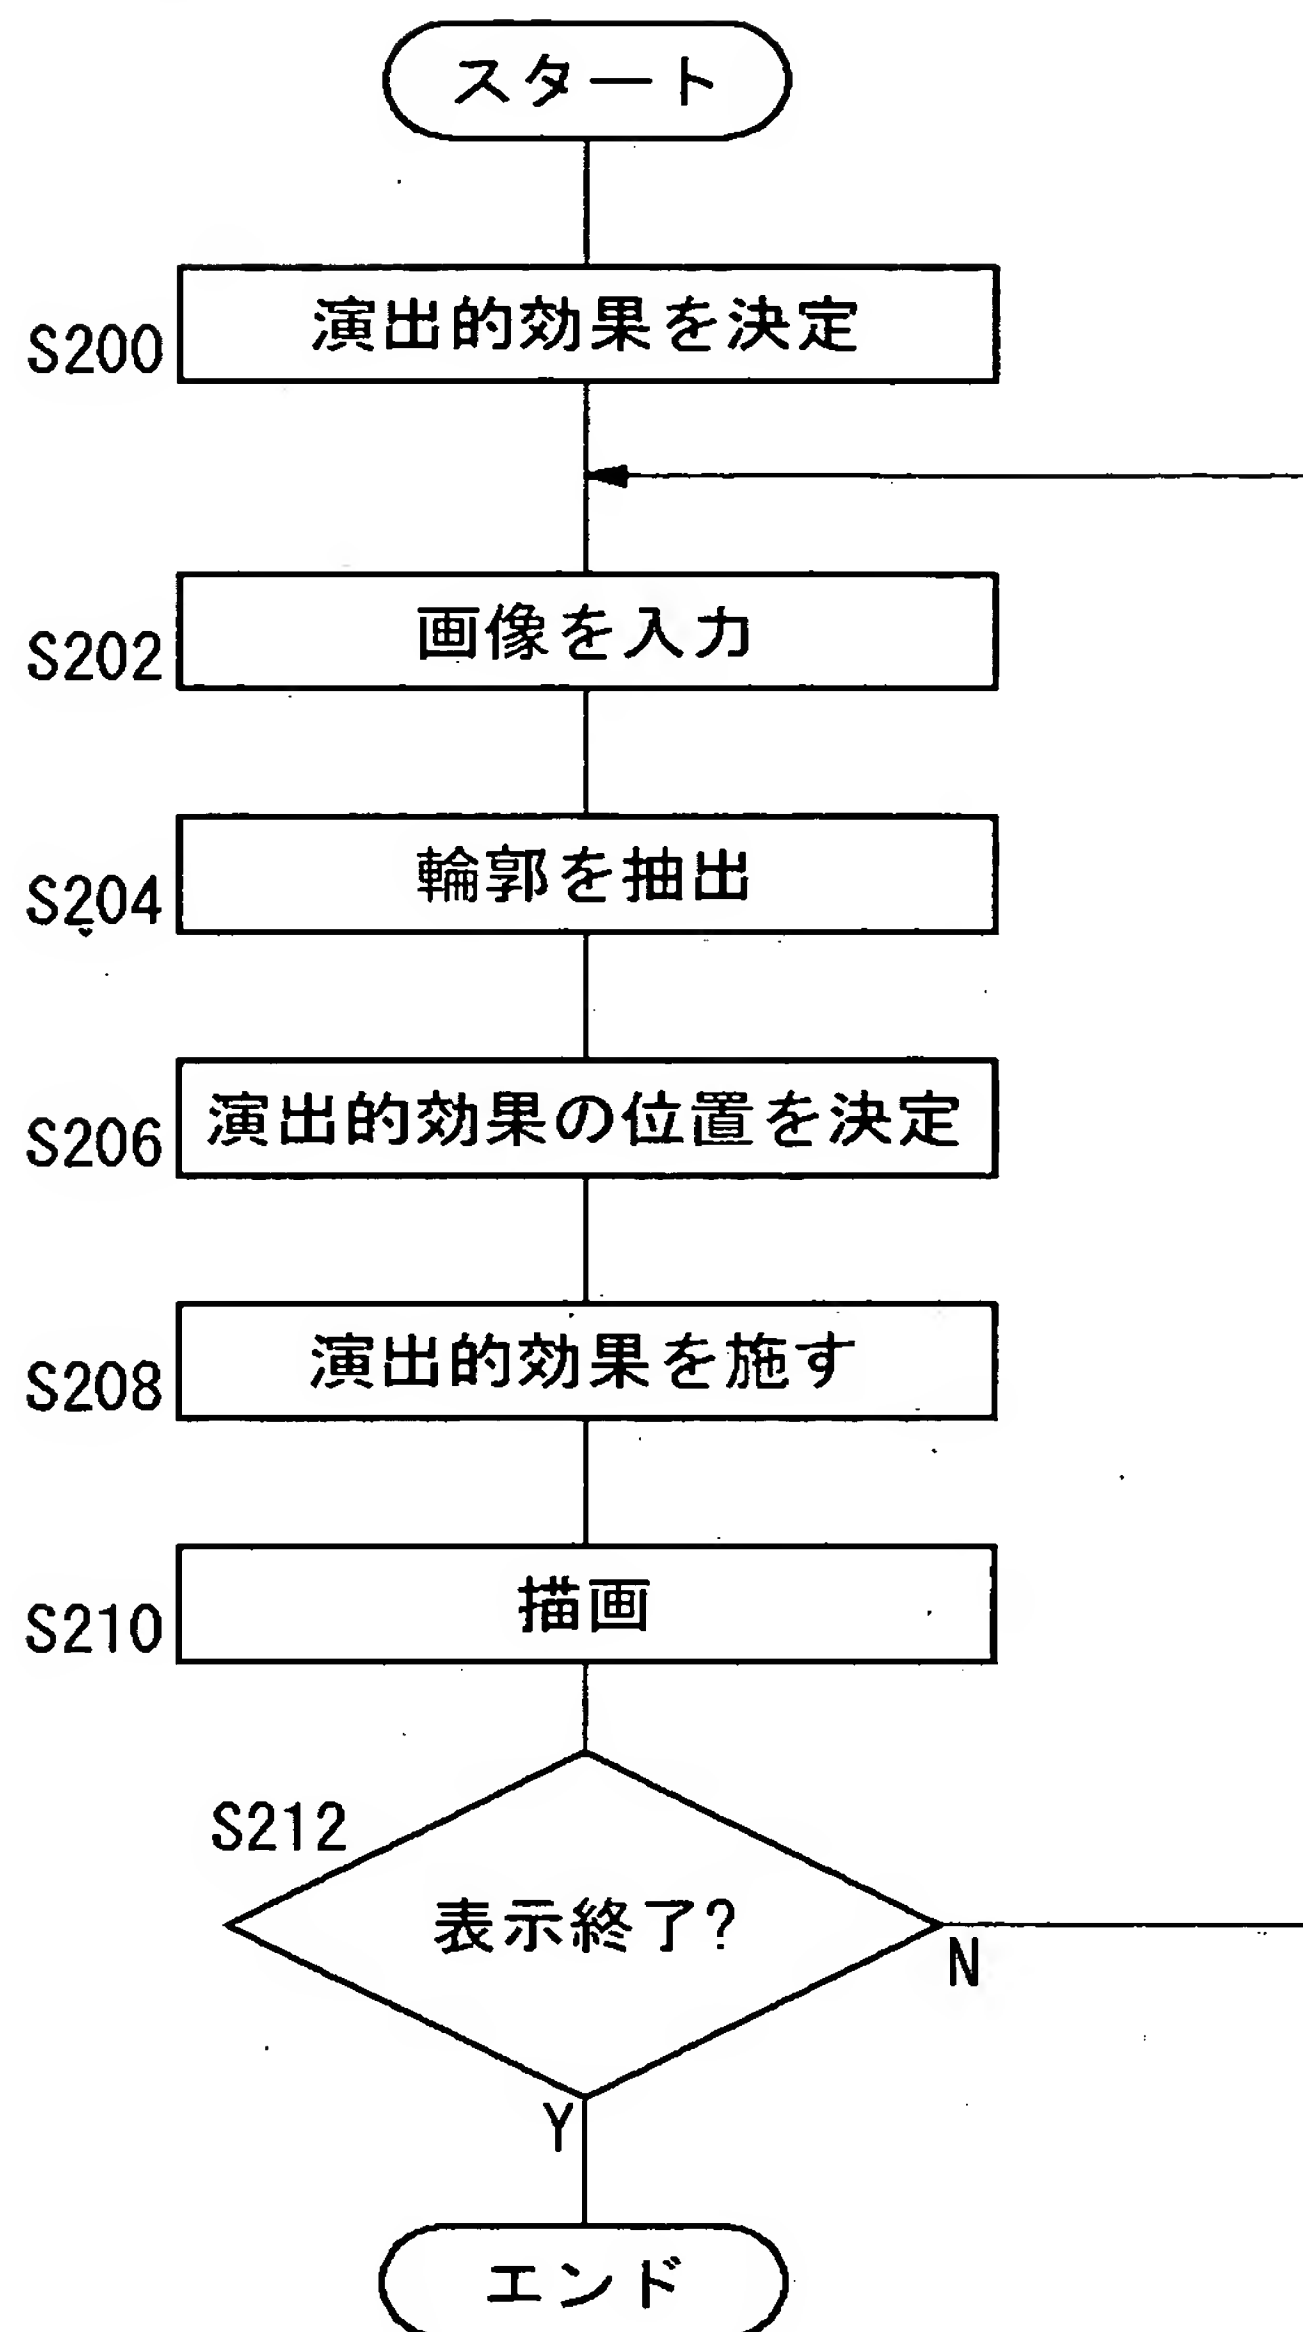 スタート
S200
演出的効果を決定
S202
画像を入力
S204
輪郭を抽出
S206
演出的効果の位置を決定
S208
演出的効果を施す
S210
描画
S212
表示終了?
N
Y
エンド